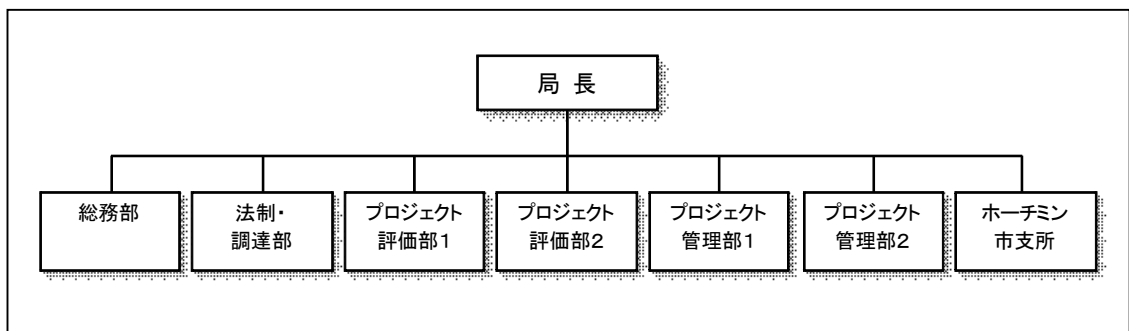 局 長
総務部
法制・
調達部
プロジェクト
評価部1
プロジェクト
評価部2
プロジェクト
管理部1
プロジェクト
管理部2
ホーチミン
市支所